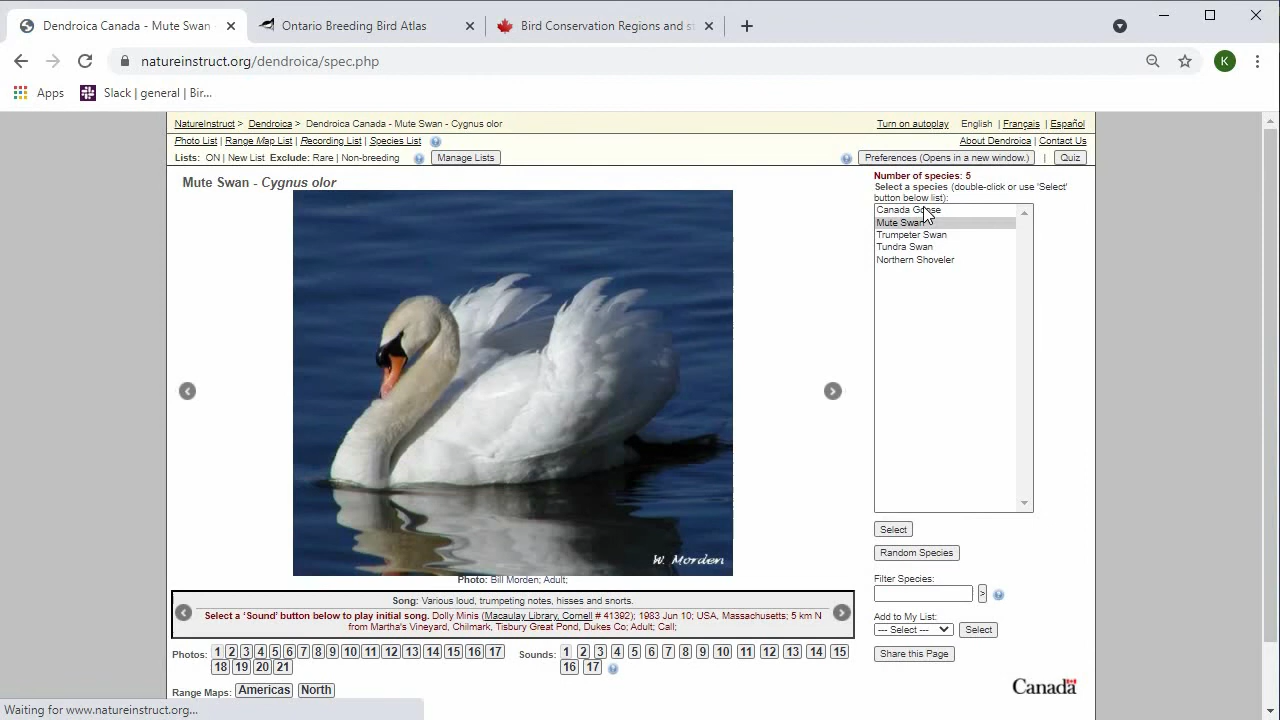 Dendroica Canada - Mute Swan
Ontario Breeding Bird Atlas
Bird Conservation Regions and s
natureinstruct.org/dendroica/spec.php
K
Apps
Slack | general | Bir...
NatureInstruct > Dendroica > Dendroica Canada - Mute Swan - Cygnus olor
Turn on autoplay English | Français | Español
Photo List | Range Map List | Recording List | Species List
About Dendroica | Contact Us
Lists: ON | New List Exclude: Rare | Non-breeding Manage Lists
Preferences (Opens in a new window.) | Quiz
Mute Swan - Cygnus olor
Number of species: 5
Select a species (double-click or use 'Select' button below list):
Canada Goose
Mute Swan
Trumpeter Swan
Tundra Swan
Northern Shoveler
Select
Random Species
Filter Species:
>
Add to My List:
--- Select --- Select
Share this Page
W. Morden
Photo: Bill Morden; Adult;
Song: Various loud, trumpeting notes, hisses and snorts.
Select a ‘Sound’ button below to play initial song. Dolly Minis (Macaulay Library, Cornell # 41392); 1983 Jun 10; USA, Massachusetts; 5 km N
from Martha's Vineyard, Chilmark, Tisbury Great Pond, Dukes Co; Adult; Call;
Photos: 1 2 3 4 5 6 7 8 9 10 11 12 13 14 15 16 17
18 19 20 21
Sounds: 1 2 3 4 5 6 7 8 9 10 11 12 13 14 15
16 17
Range Maps: Americas North
Canada
Waiting for www.natureinstruct.org...